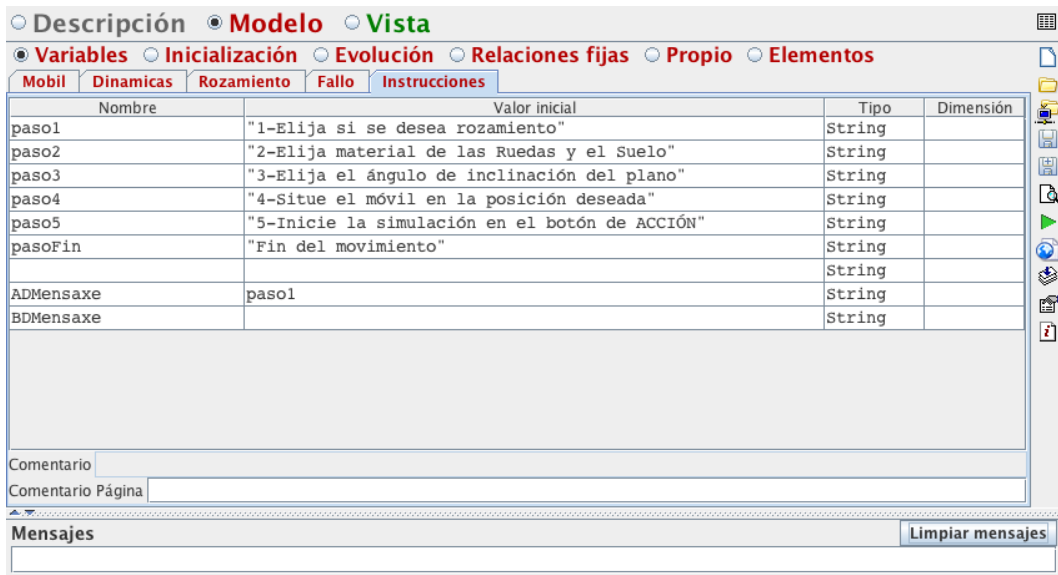 Descripción Modelo Vista
Variables Inicialización Evolución Relaciones fijas Propio Elementos
Mobil Dinamicas Rozamiento Fallo Instrucciones
Nombre Valor inicial Tipo Dimensión
paso1 "1-Elija si se desea rozamiento" String
paso2 "2-Elija material de las Ruedas y el Suelo" String
paso3 "3-Elija el ángulo de inclinación del plano" String
paso4 "4-Situe el móvil en la posición deseada" String
paso5 "5-Inicie la simulación en el botón de ACCIÓN" String
pasoFin "Fin del movimiento" String
String
ADMensaxe paso1 String
BDMensaxe String
Comentario
Comentario Página
Mensajes Limpiar mensajes